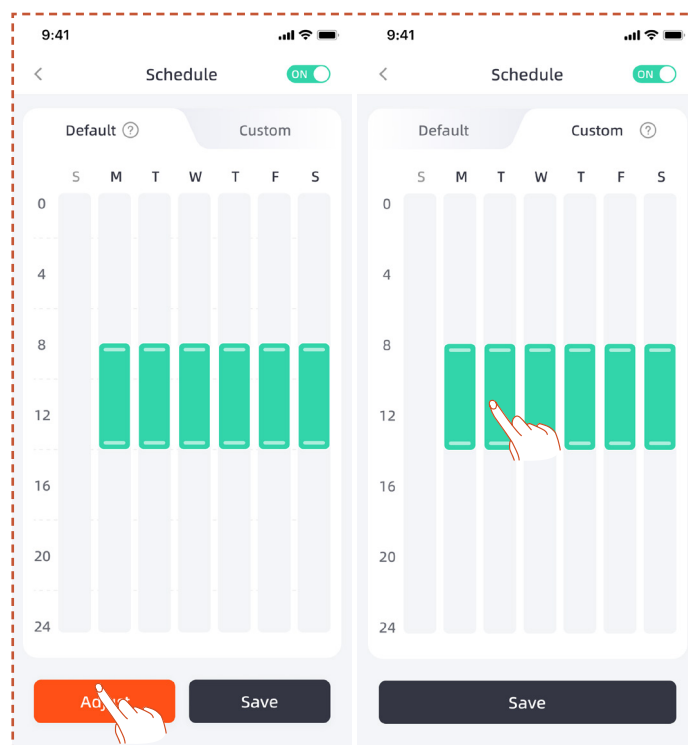 9:41
Schedule
ON
Default ?
Custom
S M T W T F S
0
4
8
12
16
20
24
Save
9:41
Schedule
ON
Default
Custom ?
S M T W T F S
0
4
8
12
16
20
24
Save